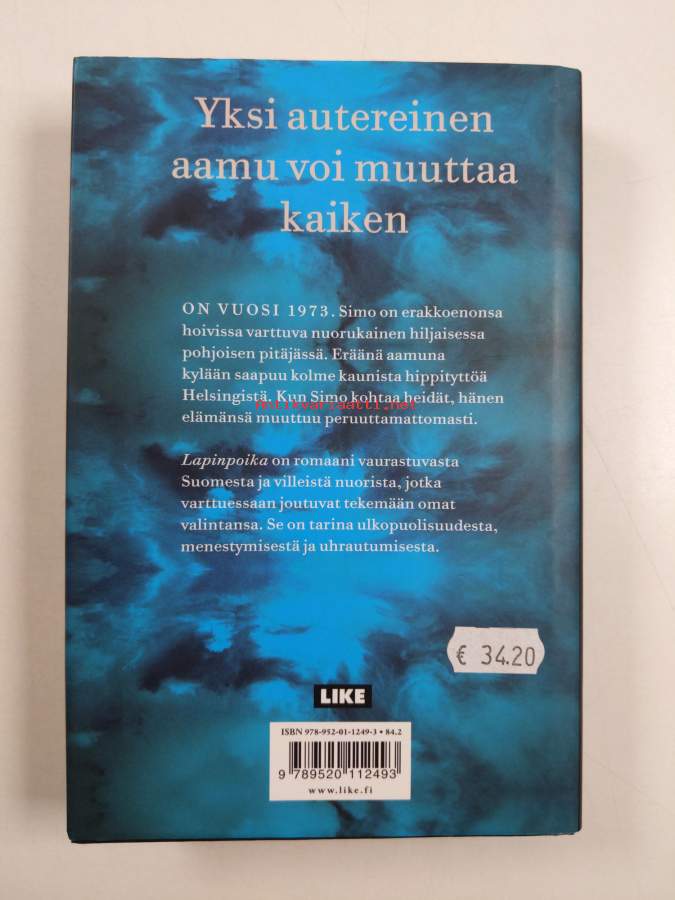 Yksi autereinen
aamu voi muuttaa
kaiken
ON VUOSI 1973. Simo on erakkoenonsa
hoivissa varttuva nuorukainen hiljaisessa
pohjoisen pitäjässä. Eräänä aamuna
kylään saapuu kolme kaunista hippityttöä
Helsingistä. Kun Simo kohtaa heidät, hänen
antikvariaatti.net
elämänsä muuttuu peruuttamattomasti.
Lapinpoika on romaani vaurastuvasta
Suomesta ja villeistä nuorista, jotka
varttuessaan joutuvat tekemään omat
valintansa. Se on tarina ulkopuolisuudesta,
menestymisestä ja uhrautumisesta.
€ 34.20
LIKE
ISBN 978-952-01-1249-3 • 84.2
9 789520 112493
www.like.fi